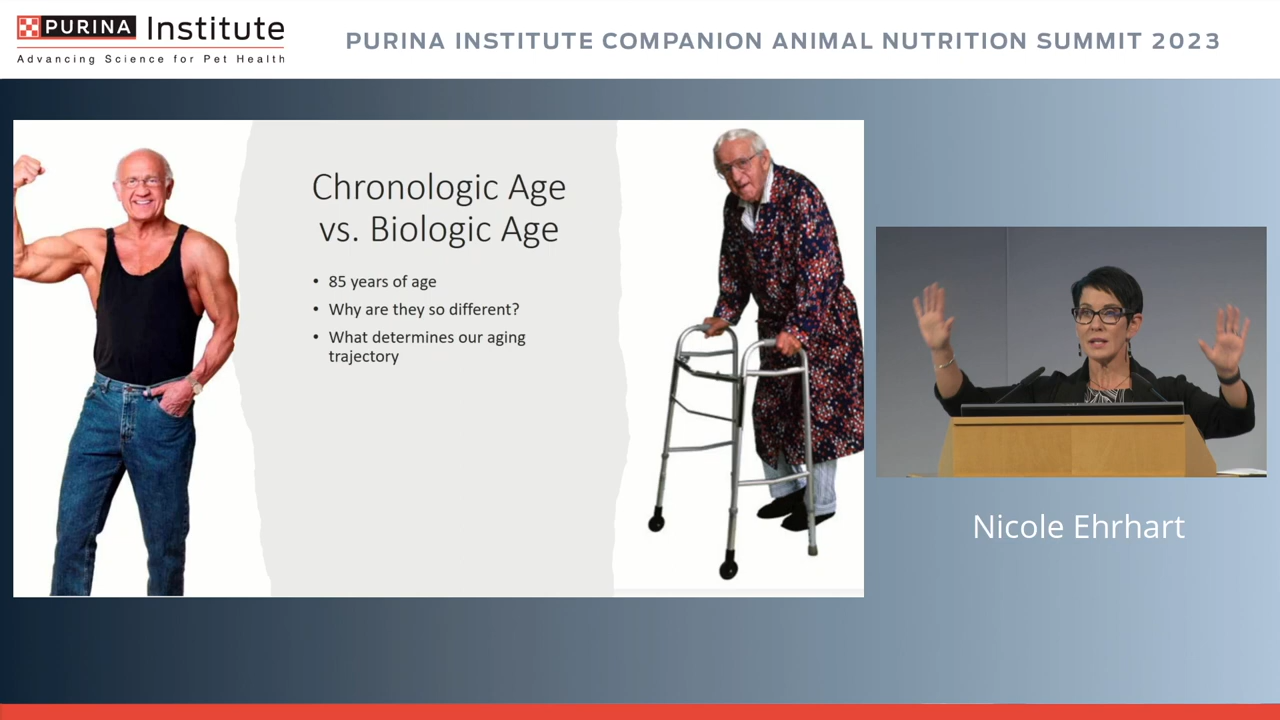 PURINA Institute
Advancing Science for Pet Health
PURINA INSTITUTE COMPANION ANIMAL NUTRITION SUMMIT 2023
Chronologic Age
vs. Biologic Age
• 85 years of age
• Why are they so different?
• What determines our aging
trajectory
Nicole Ehrhart